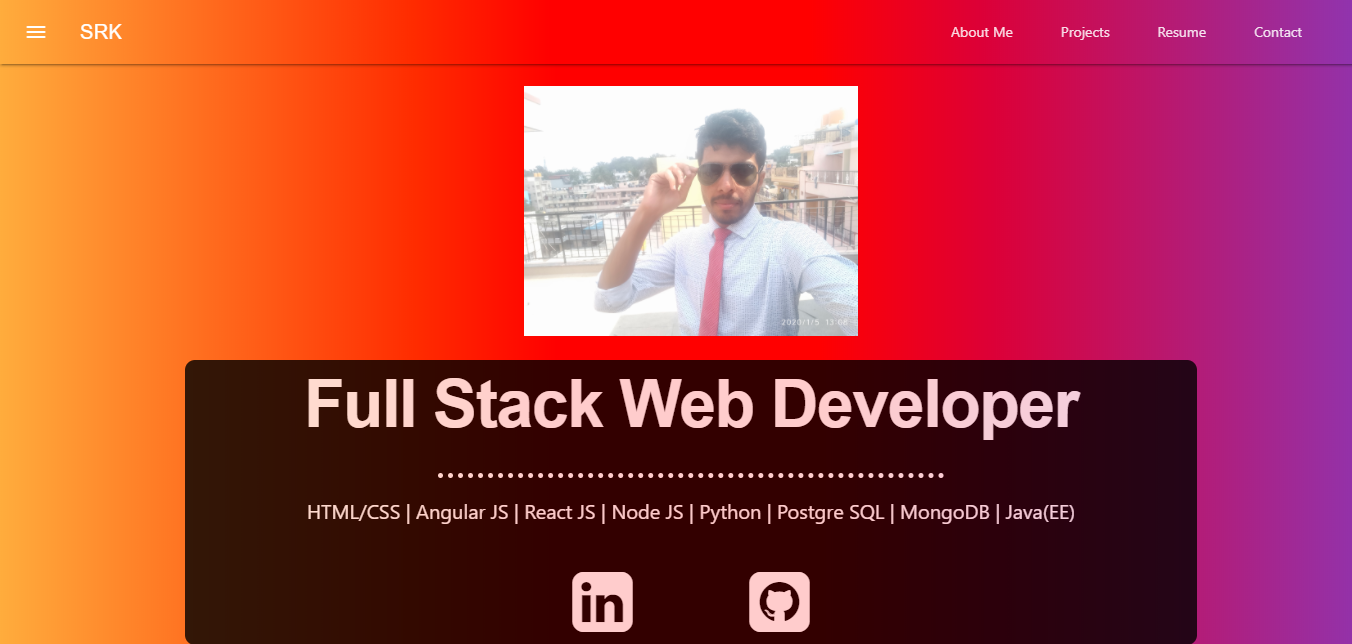 SRK
About Me
Projects
Resume
Contact
2020/1/5 13:06
Full Stack Web Developer
HTML/CSS | Angular JS | React JS | Node JS | Python | Postgre SQL | MongoDB | Java(EE)
in